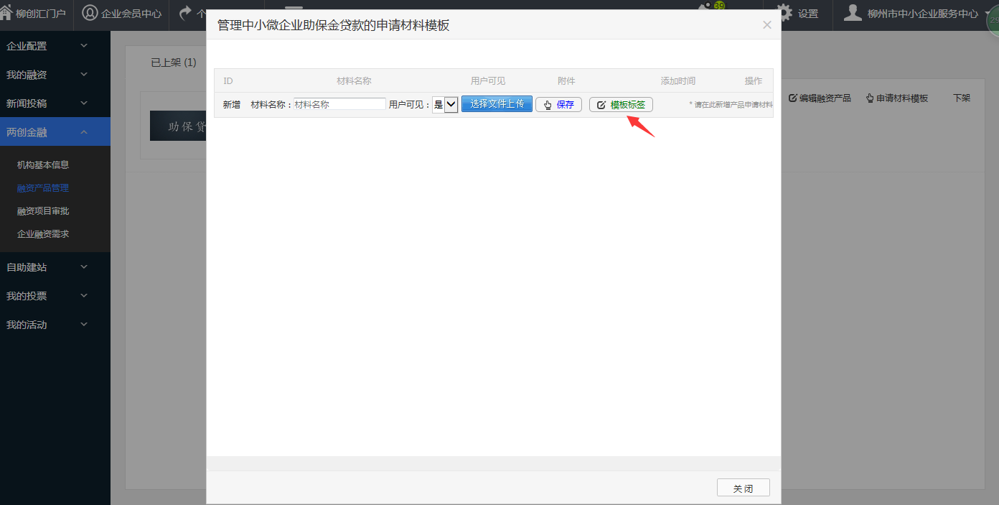 柳创汇门户
企业会员中心
个
39
设置
柳州市中小企业服务中心
企业配置
我的融资
新闻投稿
两创金融
机构基本信息
融资产品管理
融资项目审批
企业融资需求
自助建站
我的投票
我的活动
已上架 (1)
助保贷
编辑融资产品
申请材料模板
下架
管理中小微企业助保金贷款的申请材料模板
×
ID 材料名称 用户可见 附件 添加时间 操作
新增 材料名称： 材料名称 用户可见： 是 选择文件上传 保存 模板标签 * 请在此新增产品申请材料
关 闭